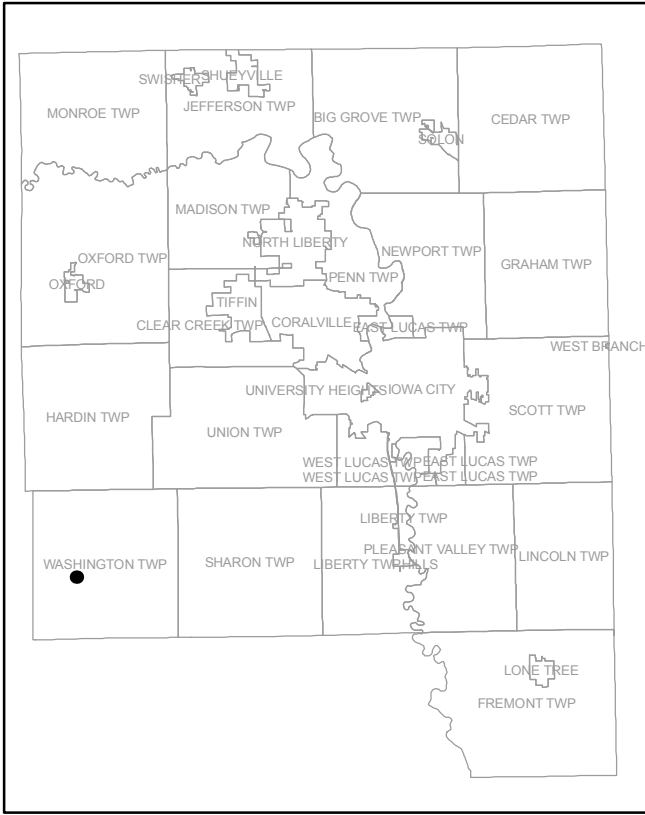 SWISHER
SHUEYVILLE
MONROE TWP
JEFFERSON TWP
BIG GROVE TWP
CEDAR TWP
SOLON
MADISON TWP
NORTH LIBERTY
NEWPORT TWP
OXFORD TWP
GRAHAM TWP
PENN TWP
OXFORD
TIFFIN
CLEAR CREEK TWP
CORALVILLE
EAST LUCAS TWP
WEST BRANCH
UNIVERSITY HEIGHTS
IOWA CITY
HARDIN TWP
SCOTT TWP
UNION TWP
WEST LUCAS TWP
EAST LUCAS TWP
WEST LUCAS TWP
EAST LUCAS TWP
LIBERTY TWP
PLEASANT VALLEY TWP
LINCOLN TWP
WASHINGTON TWP
SHARON TWP
LIBERTY TWP
HILLS
LONE TREE
FREMONT TWP